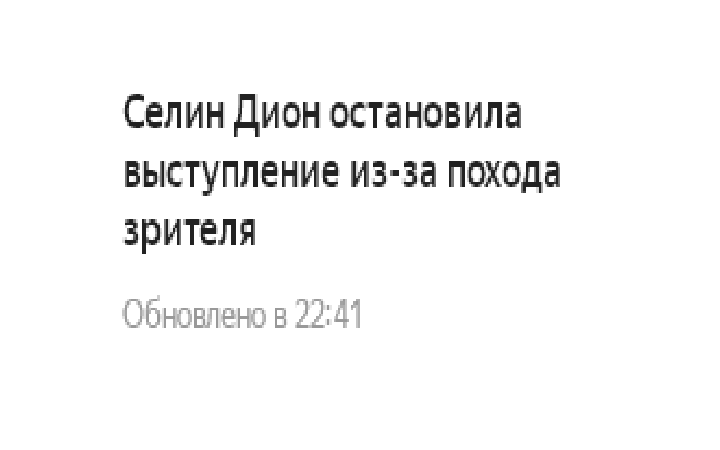 Селин Дион остановила
выступление из-за похода
зрителя
Обновлено в 22:41